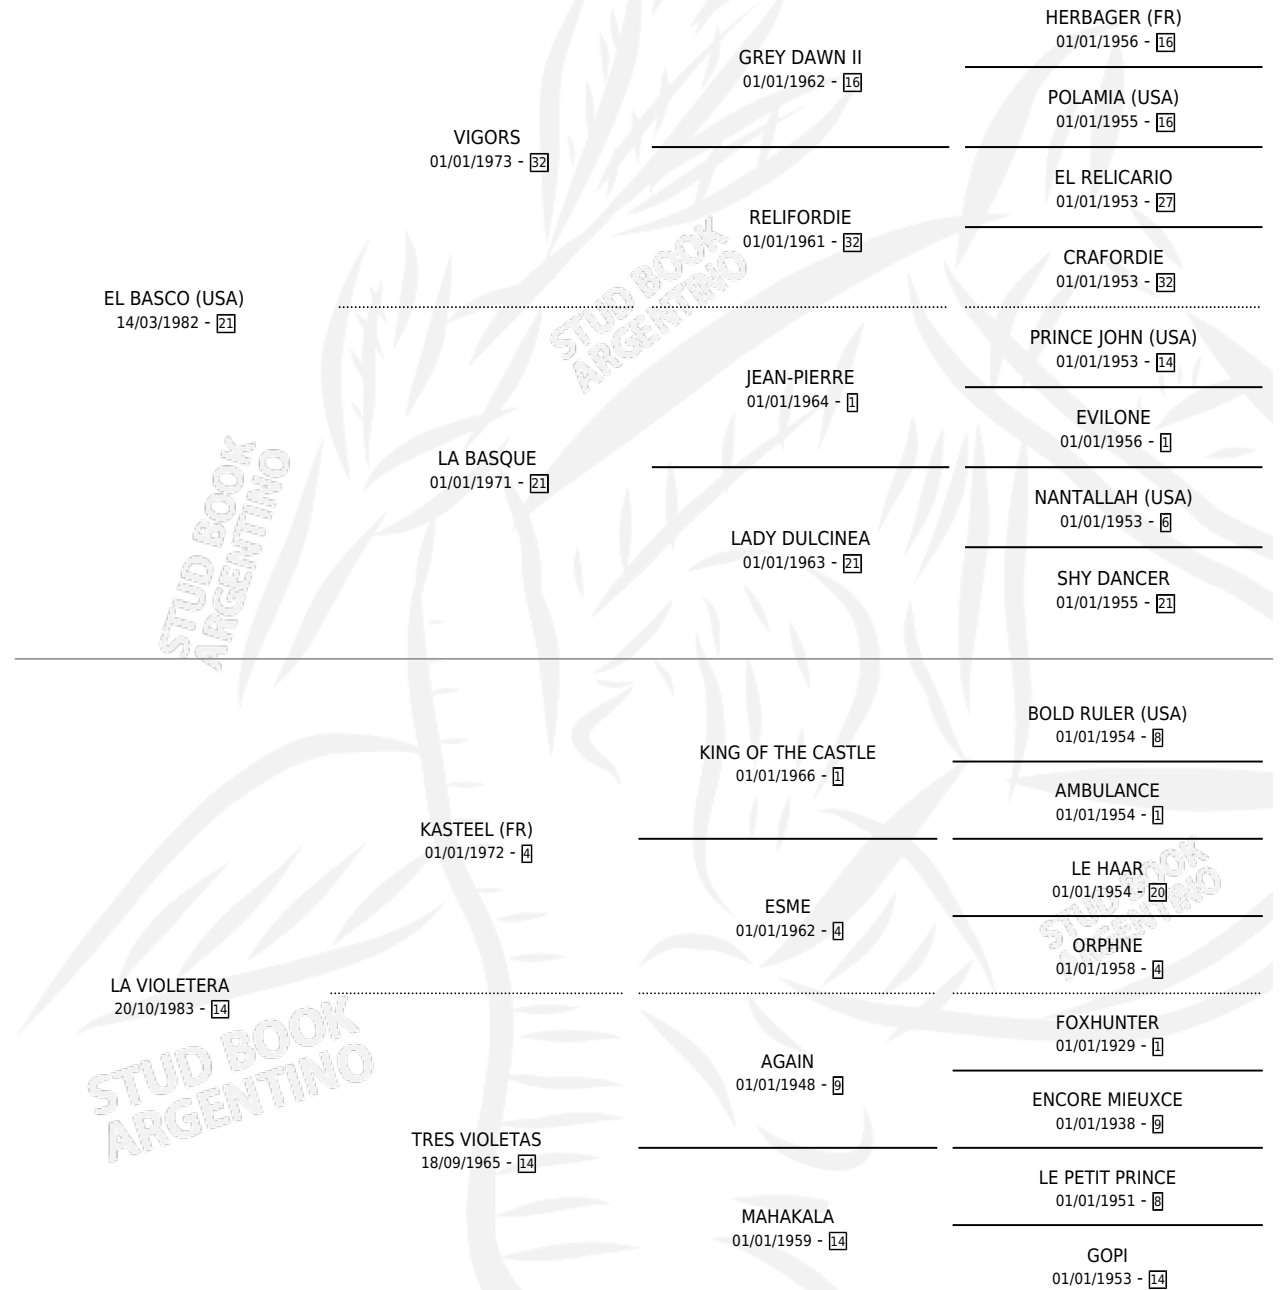 HERBAGER (FR)
01/01/1956 - 16
GREY DAWN II
01/01/1962 - 16
POLAMIA (USA)
01/01/1955 - 16
VIGORS
01/01/1973 - 32
EL RELICARIO
01/01/1953 - 27
RELIFORDIE
01/01/1961 - 32
CRAFORDIE
01/01/1953 - 32
EL BASCO (USA)
14/03/1982 - 21
PRINCE JOHN (USA)
01/01/1953 - 14
JEAN-PIERRE
01/01/1964 - 1
EVILONE
01/01/1956 - 1
LA BASQUE
01/01/1971 - 21
NANTALLAH (USA)
01/01/1953 - 6
LADY DULCINEA
01/01/1963 - 21
SHY DANCER
01/01/1955 - 21
BOLD RULER (USA)
01/01/1954 - 8
KING OF THE CASTLE
01/01/1966 - 1
AMBULANCE
01/01/1954 - 1
KASTEEL (FR)
01/01/1972 - 4
LE HAAR
01/01/1954 - 20
ESME
01/01/1962 - 4
ORPHNE
01/01/1958 - 4
LA VIOLETERA
20/10/1983 - 14
FOXHUNTER
01/01/1929 - 1
AGAIN
01/01/1948 - 9
ENCORE MIEUXCE
01/01/1938 - 9
TRES VIOLETAS
18/09/1965 - 14
LE PETIT PRINCE
01/01/1951 - 8
MAHAKALA
01/01/1959 - 14
GOPI
01/01/1953 - 14
STUD BOOK
ARGENTINO
STUD BOOK
ARGENTINO
STUD BOOK
ARGENTINO
STUD BOOK
ARGENTINO